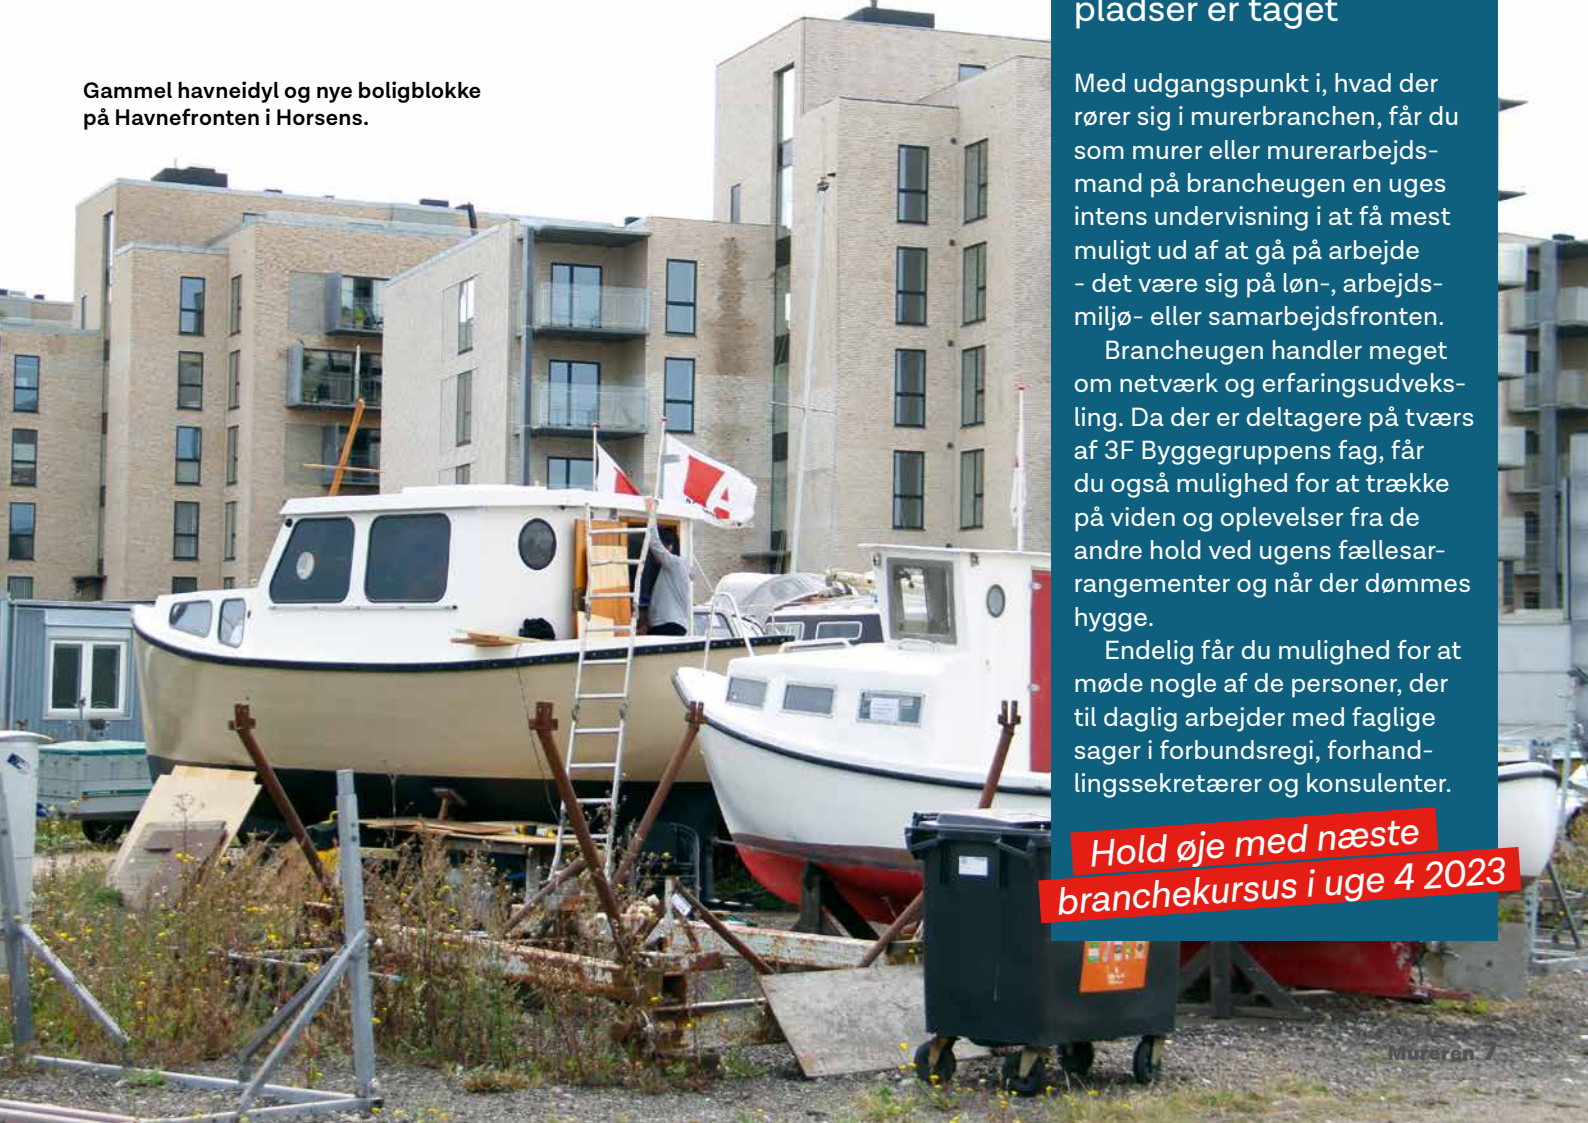 Gammel havneidyl og nye boligblokke
på Havnefronten i Horsens.
pladser er taget
Med udgangspunkt i, hvad der
rører sig i murerbranchen, får du
som murer eller murerarbejds-
mand på brancheugen en uges
intens undervisning i at få mest
muligt ud af at gå på arbejde
- det være sig på løn-, arbejds-
miljø- eller samarbejdsfronten.
Brancheugen handler meget
om netværk og erfaringsudveks-
ling. Da der er deltagere på tværs
af 3F Byggegruppens fag, får
du også mulighed for at trække
på viden og oplevelser fra de
andre hold ved ugens fællesar-
rangementer og når der dømmes
hygge.
Endelig får du mulighed for at
møde nogle af de personer, der
til daglig arbejder med faglige
sager i forbundsregi, forhand-
lingssekretærer og konsulenter.
Hold øje med næste
branchekursus i uge 4 2023
Mureren 7